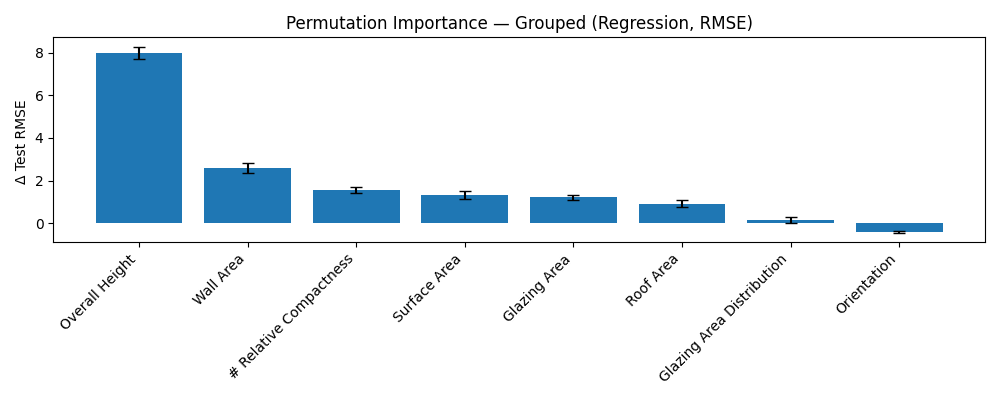 Permutation Importance — Grouped (Regression, RMSE)
Δ Test RMSE
8
6
4
2
0
Overall Height
Wall Area
# Relative Compactness
Surface Area
Glazing Area
Roof Area
Glazing Area Distribution
Orientation